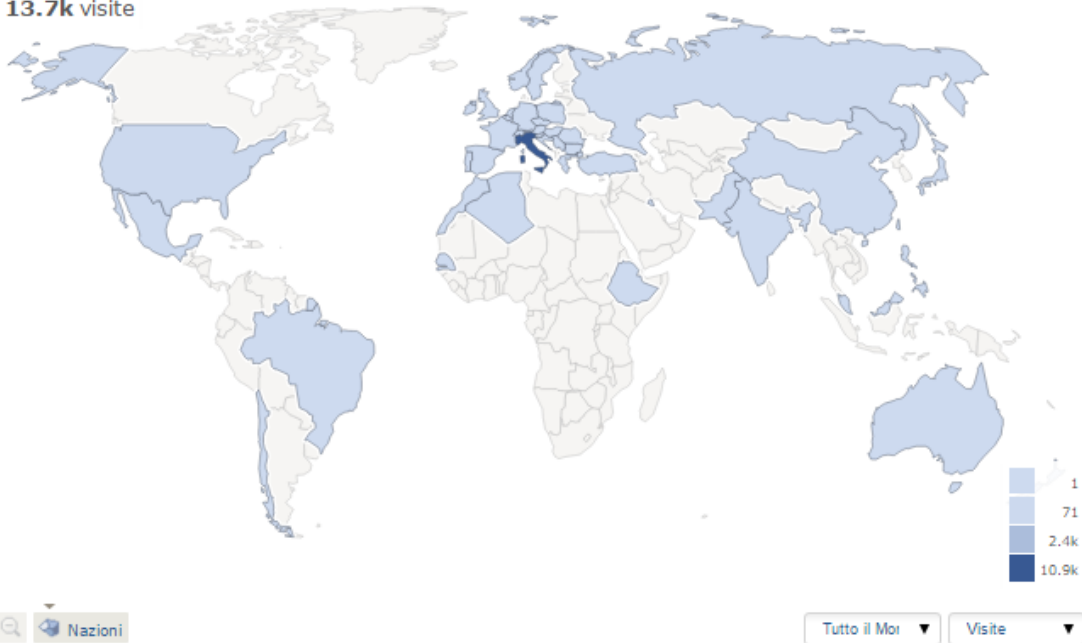 13.7k visite
1
71
2.4k
10.9k
Nazioni
Tutto il Mor ▼
Visite ▼